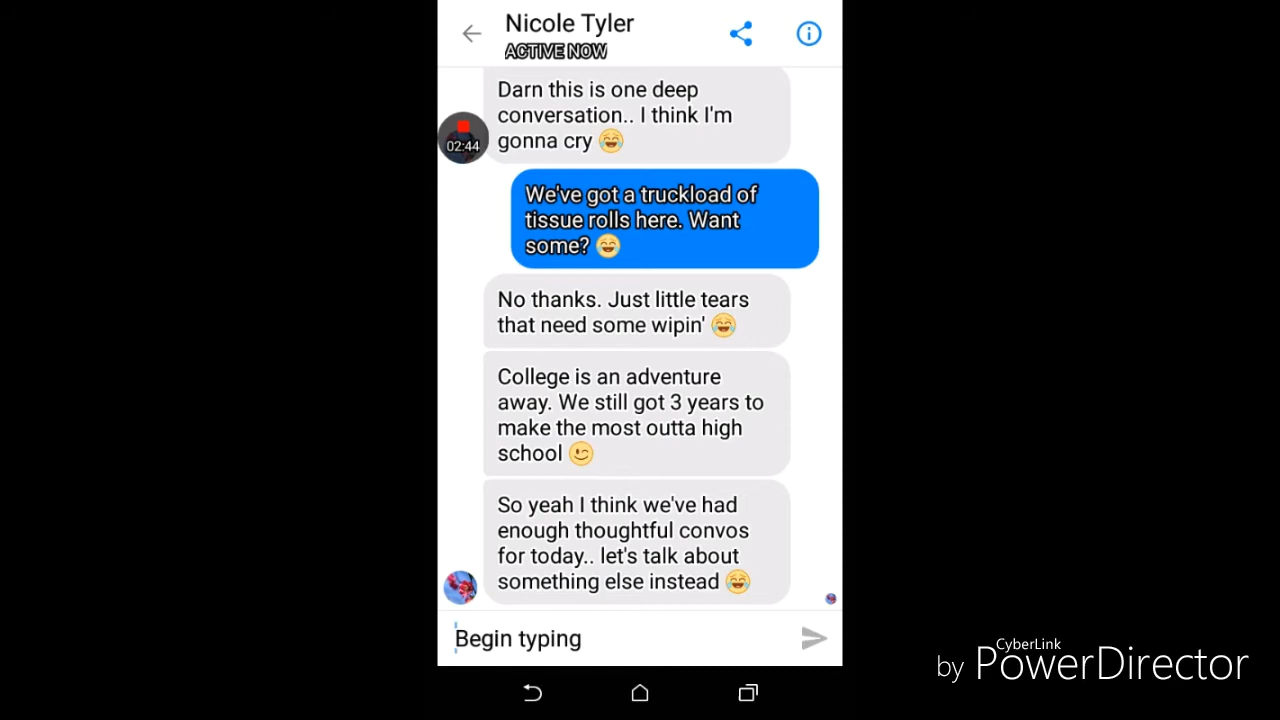 Nicole Tyler
ACTIVE NOW
Darn this is one deep
conversation.. I think I'm
gonna cry 😂
02:44
We've got a truckload of
tissue rolls here. Want
some? 😂
No thanks. Just little tears
that need some wipin' 😂
College is an adventure
away. We still got 3 years to
make the most outta high
school 😉
So yeah I think we've had
enough thoughtful convos
for today.. let's talk about
something else instead 😂
Begin typing
CyberLink
by PowerDirector